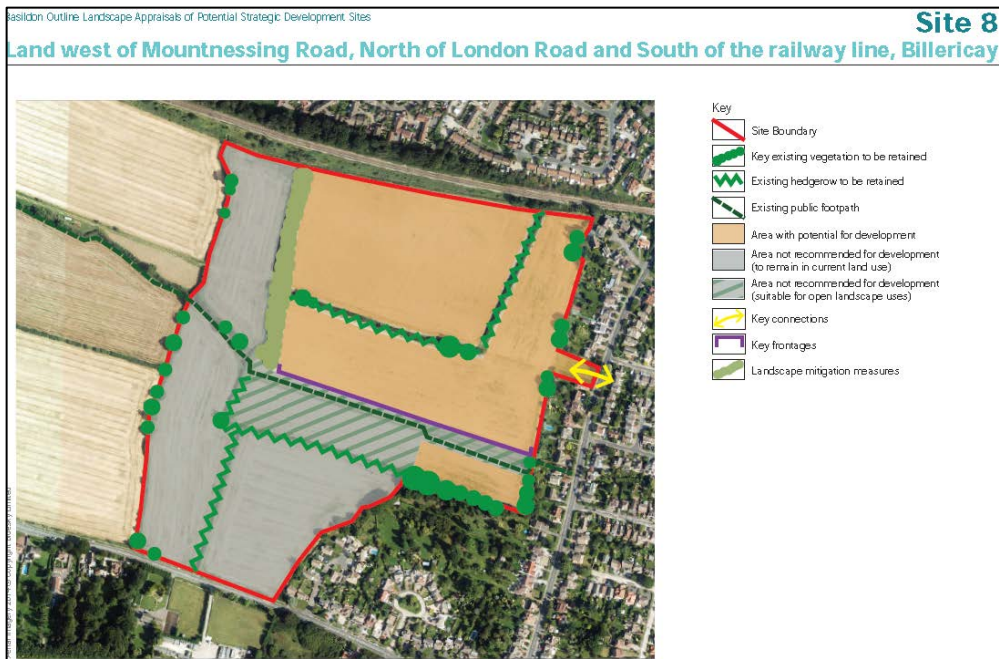 Basildon Outline Landscape Appraisals of Potential Strategic Development Sites
Site 8
Land west of Mountnessing Road, North of London Road and South of the railway line, Billericay
Key
Site Boundary
Key existing vegetation to be retained
Existing hedgerow to be retained
Existing public footpath
Area with potential for development
Area not recommended for development
(to remain in current land use)
Area not recommended for development
(suitable for open landscape uses)
Key connections
Key frontages
Landscape mitigation measures